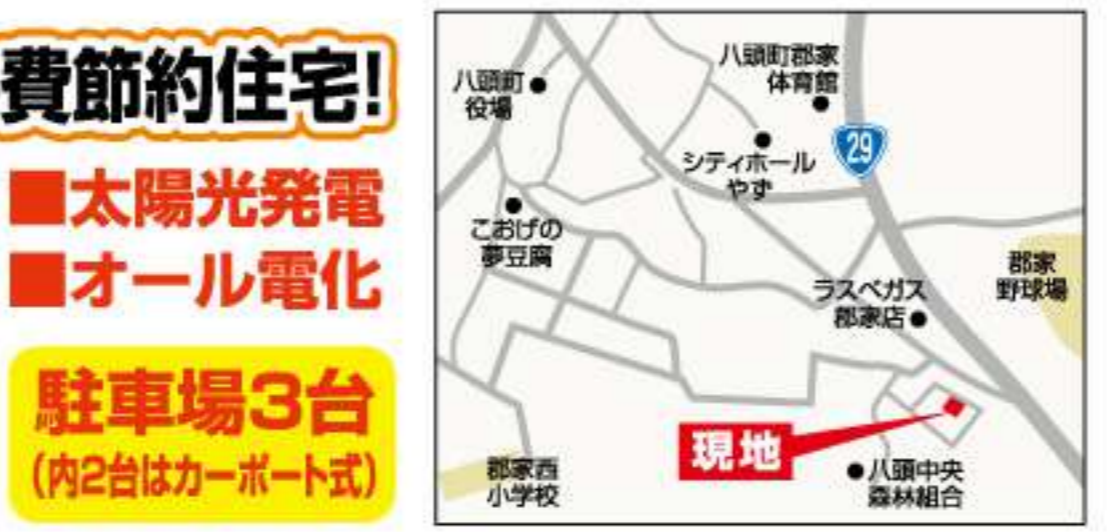 費節約住宅!
■太陽光発電
■オール電化
駐車場3台
(内2台はカーポート式)
八頭町
役場
八頭町郡家
体育館
シティホール
やず
29
こおげの
夢豆腐
郡家
野球場
ラスベガス
郡家店
現地
郡家西
小学校
八頭中央
森林組合